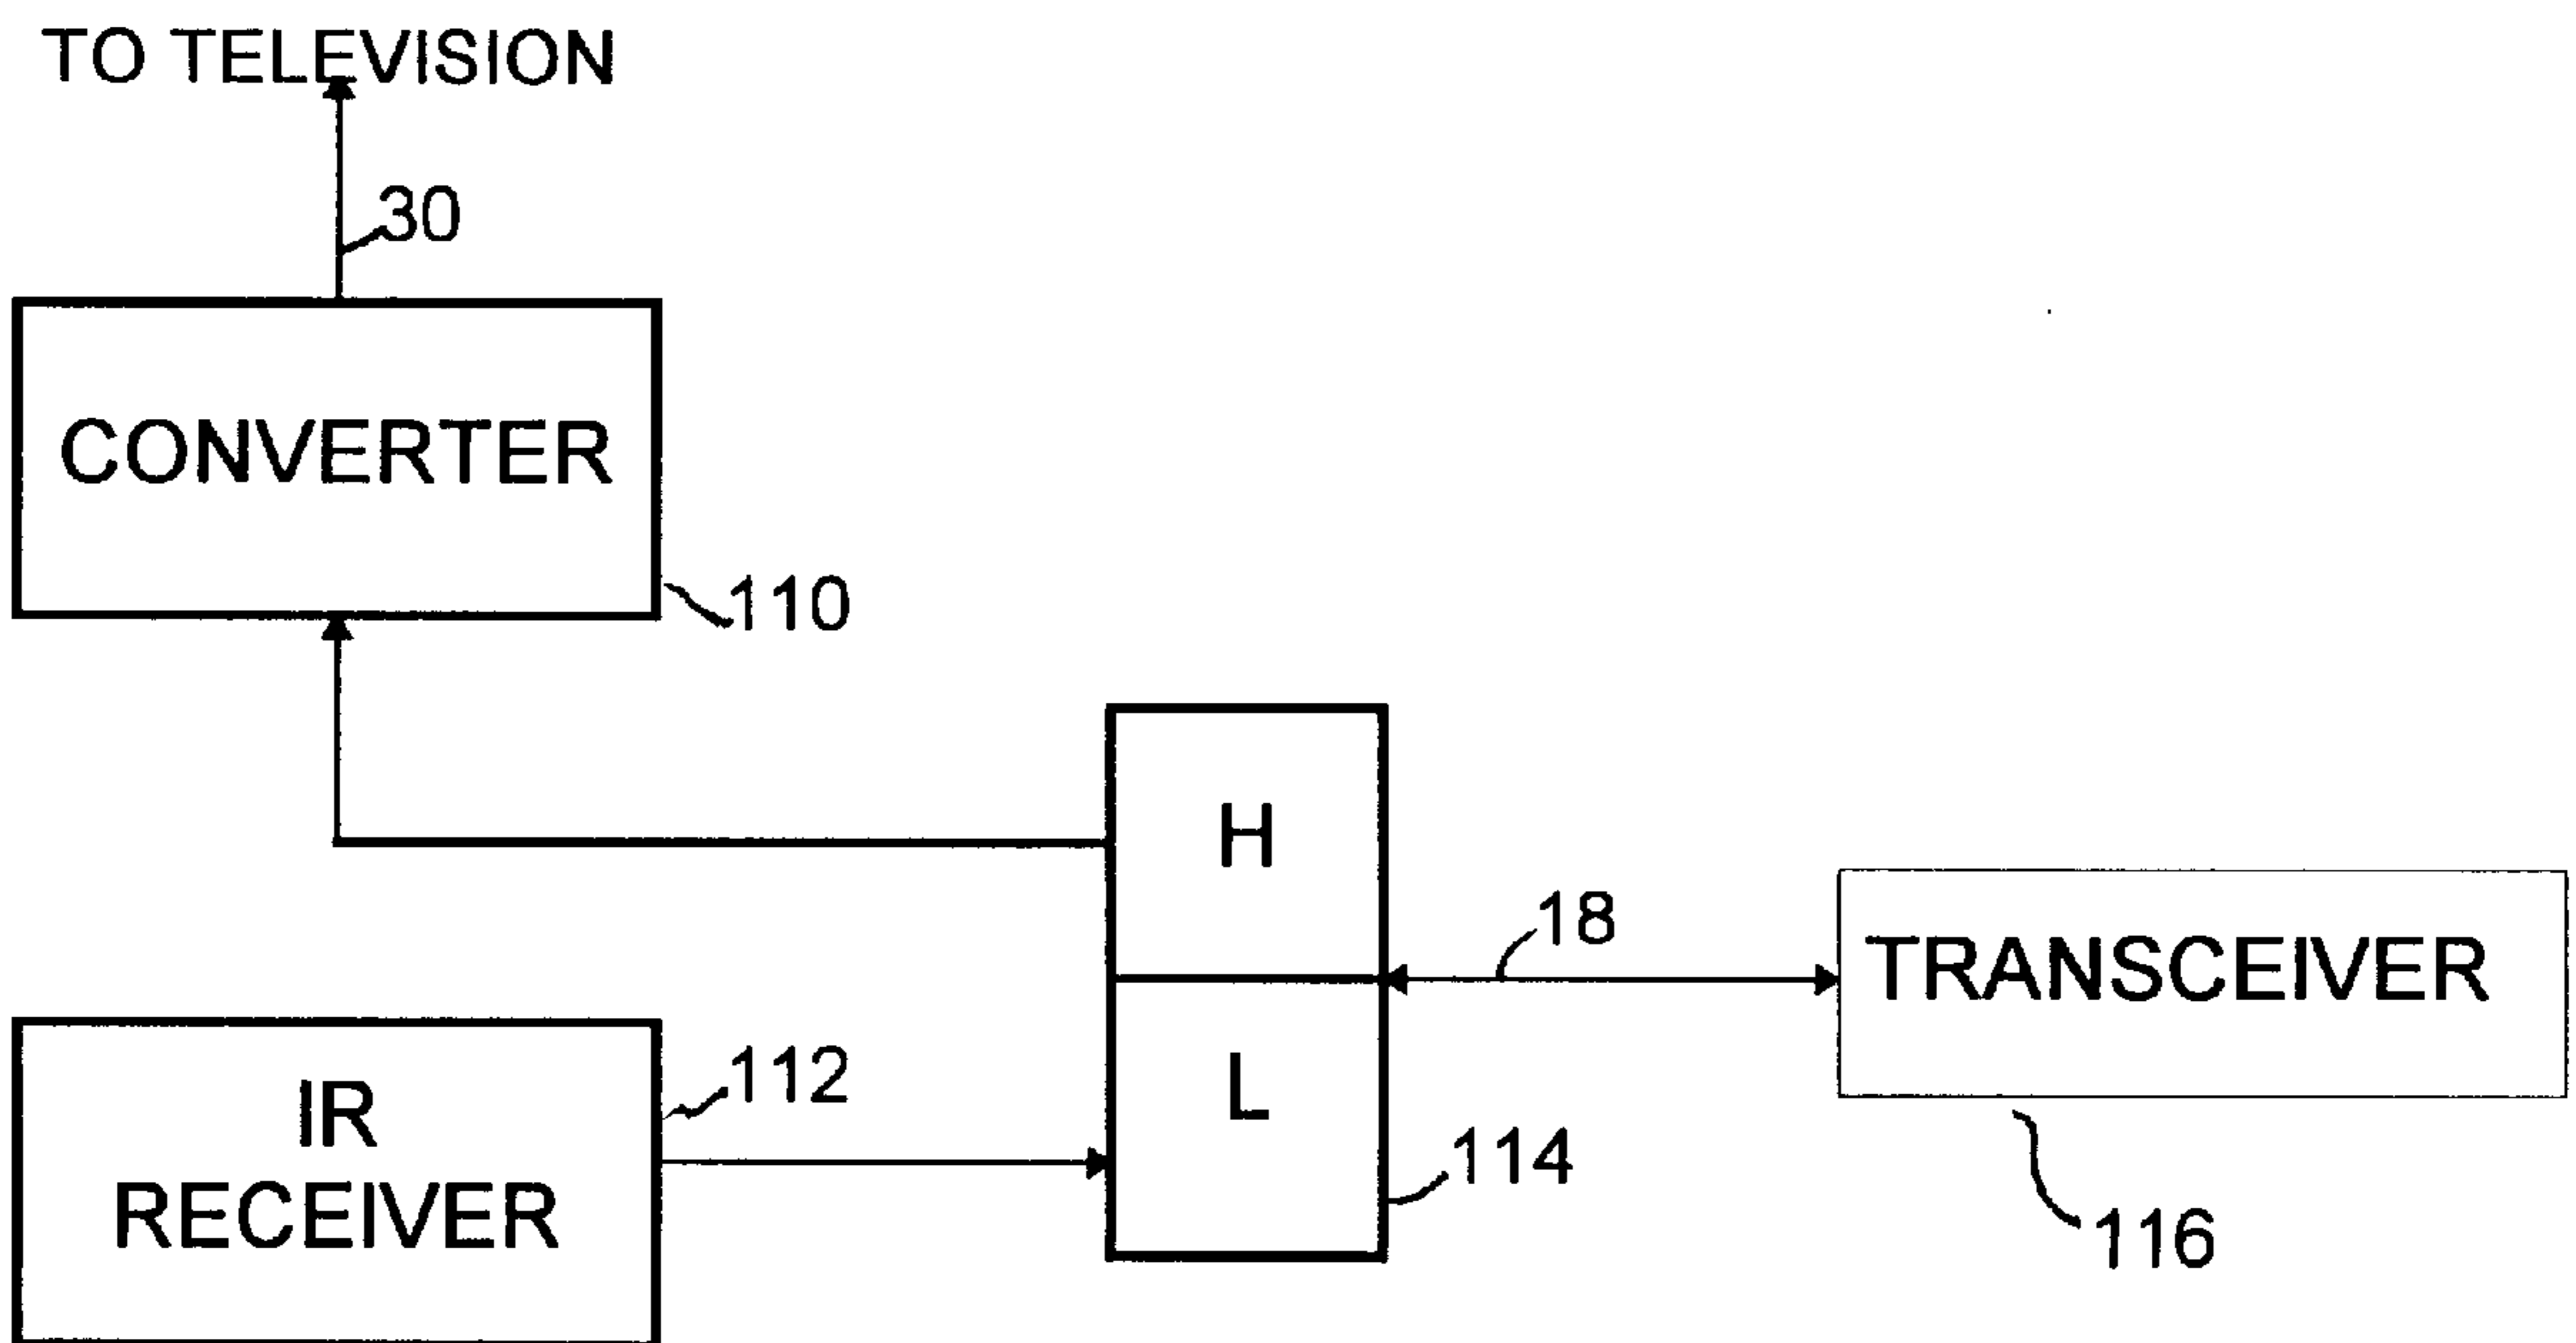 TO TELEVISION
30
CONVERTER
110
H
18
TRANSCEIVER
L
IR
RECEIVER
112
114
116